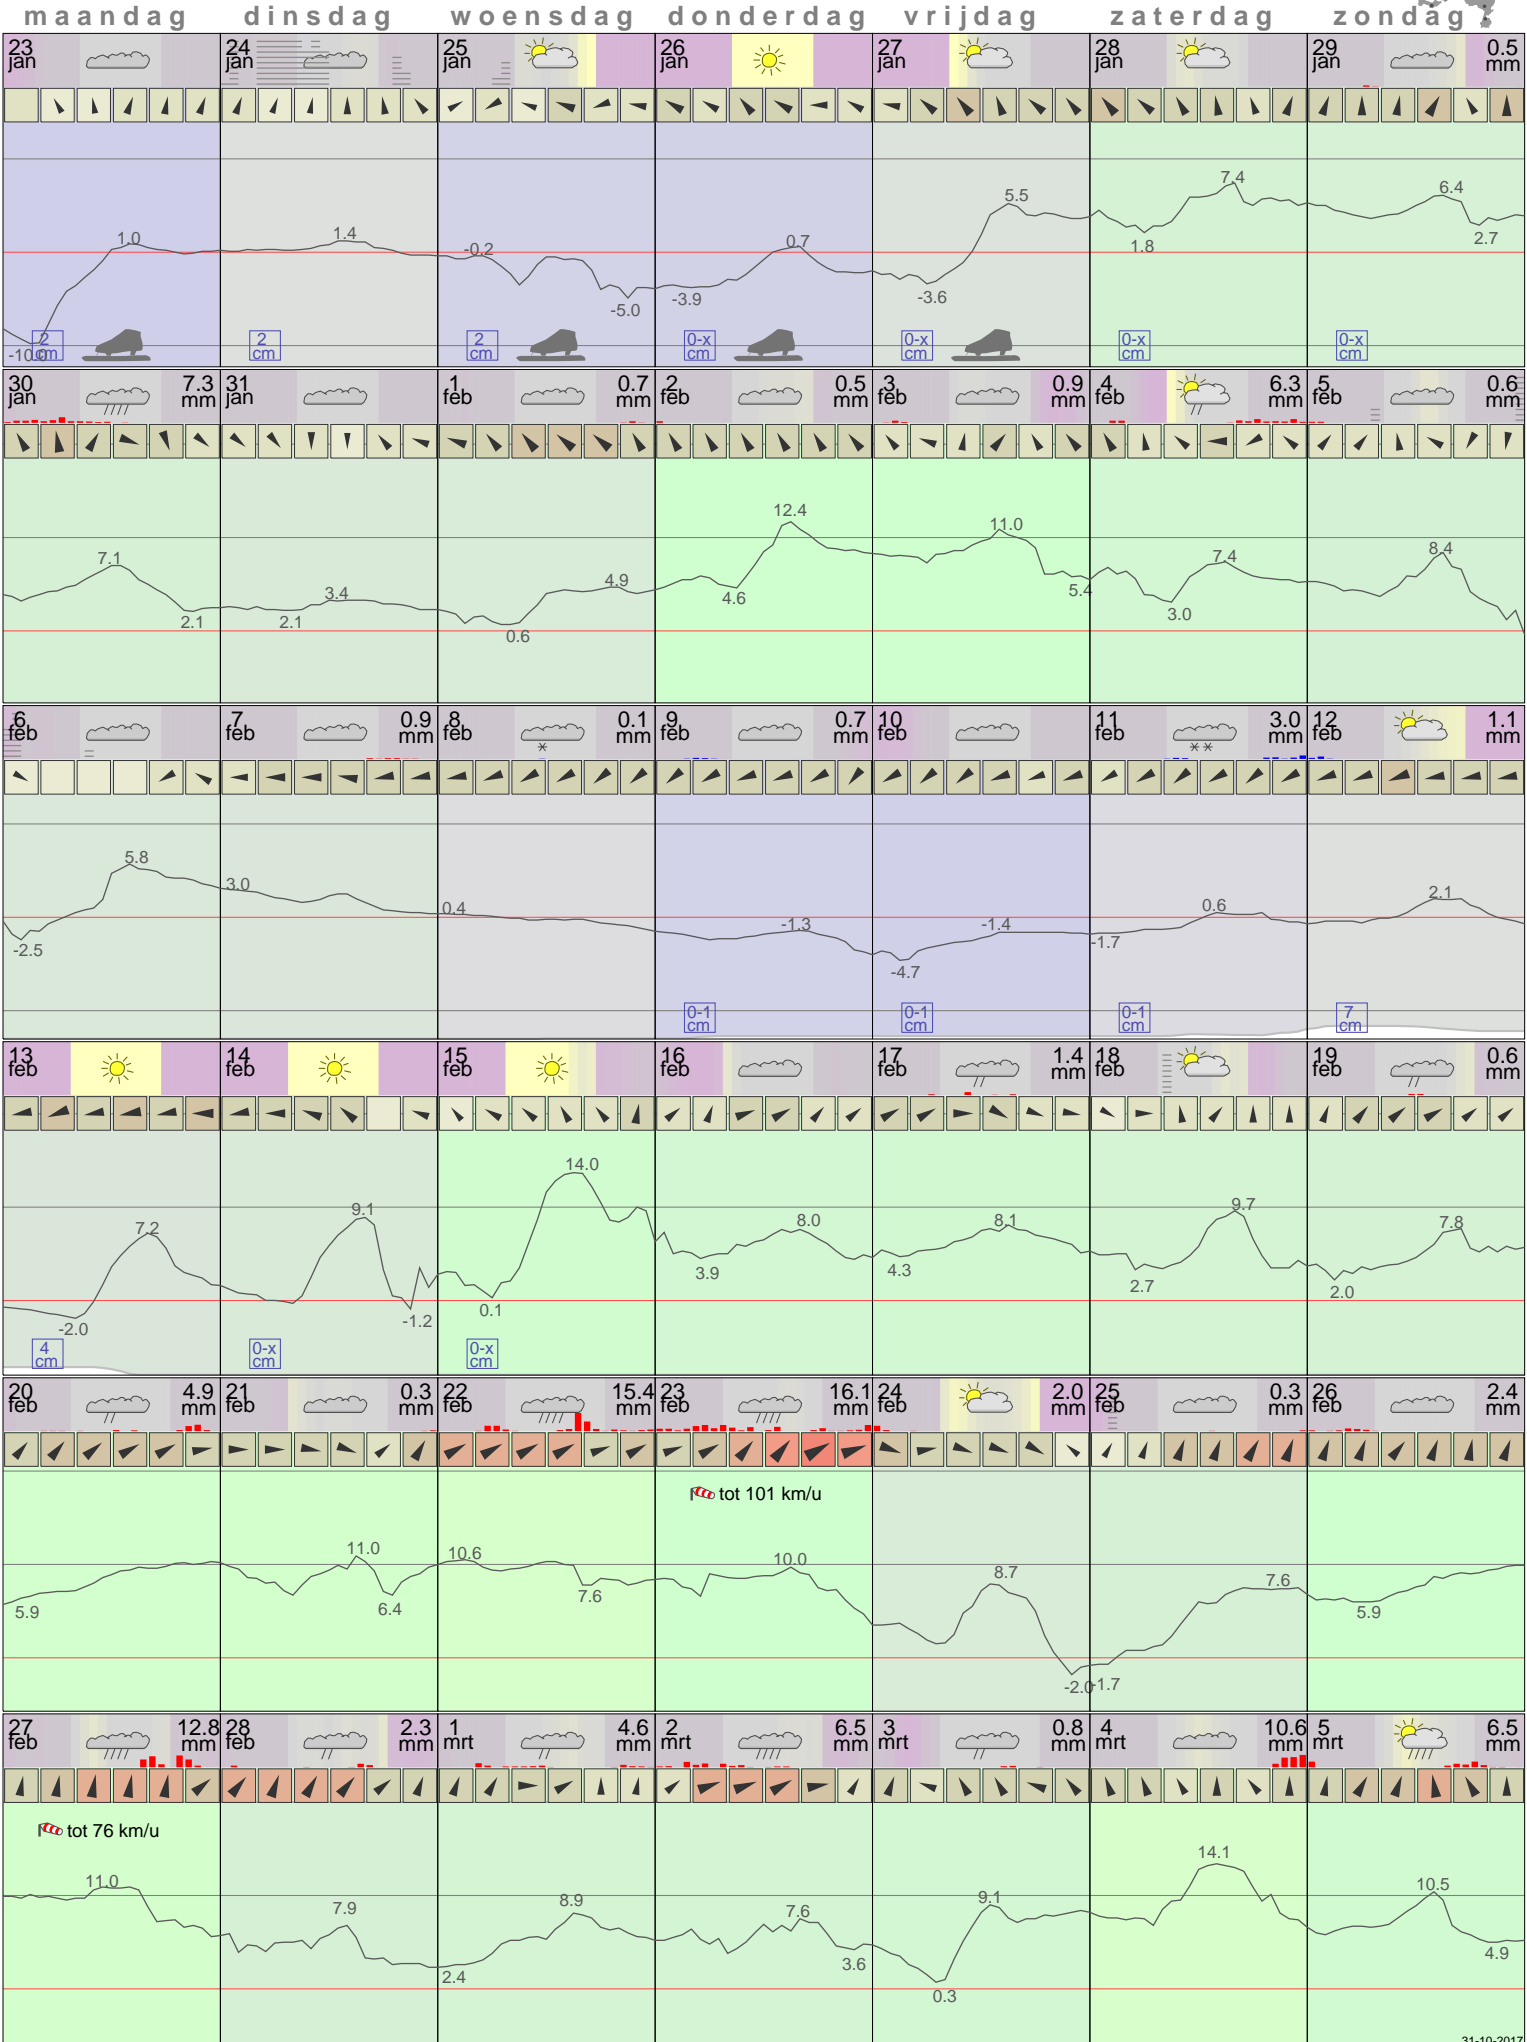 maandag dinsdag woensdag donderdag vrijdag zaterdag zondag
23 24 25 26 27 28 29 0.5
jan jan jan jan jan jan jan mm
1.0 1.4 -0.2 -5.0 -3.9 0.7 -3.6 5.5 1.8 7.4 6.4 2.7
-10.0 2 cm 2 cm 2 cm 0-x cm 0-x cm 0-x cm 0-x cm
30 7.3 31 1 0.7 2 0.5 3 0.9 4 6.3 5 0.6
jan mm jan feb mm feb mm feb mm feb mm feb mm
7.1 2.1 2.1 3.4 0.6 4.9 4.6 12.4 11.0 5.4 3.0 7.4 8.4
6 7 0.9 8 0.1 9 0.7 10 11 3.0 12 1.1
feb feb mm feb mm feb mm feb feb mm feb mm
-2.5 5.8 3.0 0.4 -1.3 -4.7 -1.4 -1.7 0.6 2.1
0-1 cm 0-1 cm 0-1 cm 7 cm
13 14 15 16 17 1.4 18 19 0.6
feb feb feb feb feb mm feb feb mm
-2.0 7.2 9.1 -1.2 0.1 14.0 3.9 8.0 4.3 8.1 2.7 9.7 2.0 7.8
4 cm 0-x cm 0-x cm
20 4.9 21 0.3 22 15.4 23 16.1 24 2.0 25 0.3 26 2.4
feb mm feb mm feb mm feb mm feb mm feb mm feb mm
tot 101 km/u
5.9 11.0 6.4 10.6 7.6 10.0 8.7 -2.0 -1.7 7.6 5.9
27 12.8 28 2.3 1 4.6 2 6.5 3 0.8 4 10.6 5 6.5
feb mm feb mm mrt mm mrt mm mrt mm mrt mm mrt mm
tot 76 km/u
11.0 7.9 2.4 8.9 7.6 3.6 0.3 9.1 14.1 10.5 4.9
31-10-2017